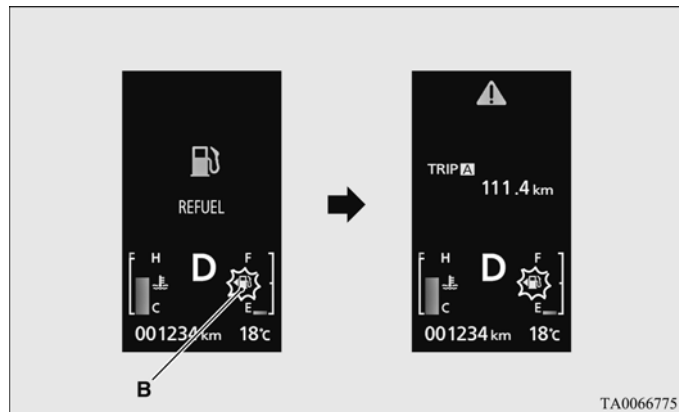 REFUEL
F H D F
C E
001234 km 18℃
B
TRIP A
111.4 km
F H D F
C E
001234 km 18℃
TA0066775